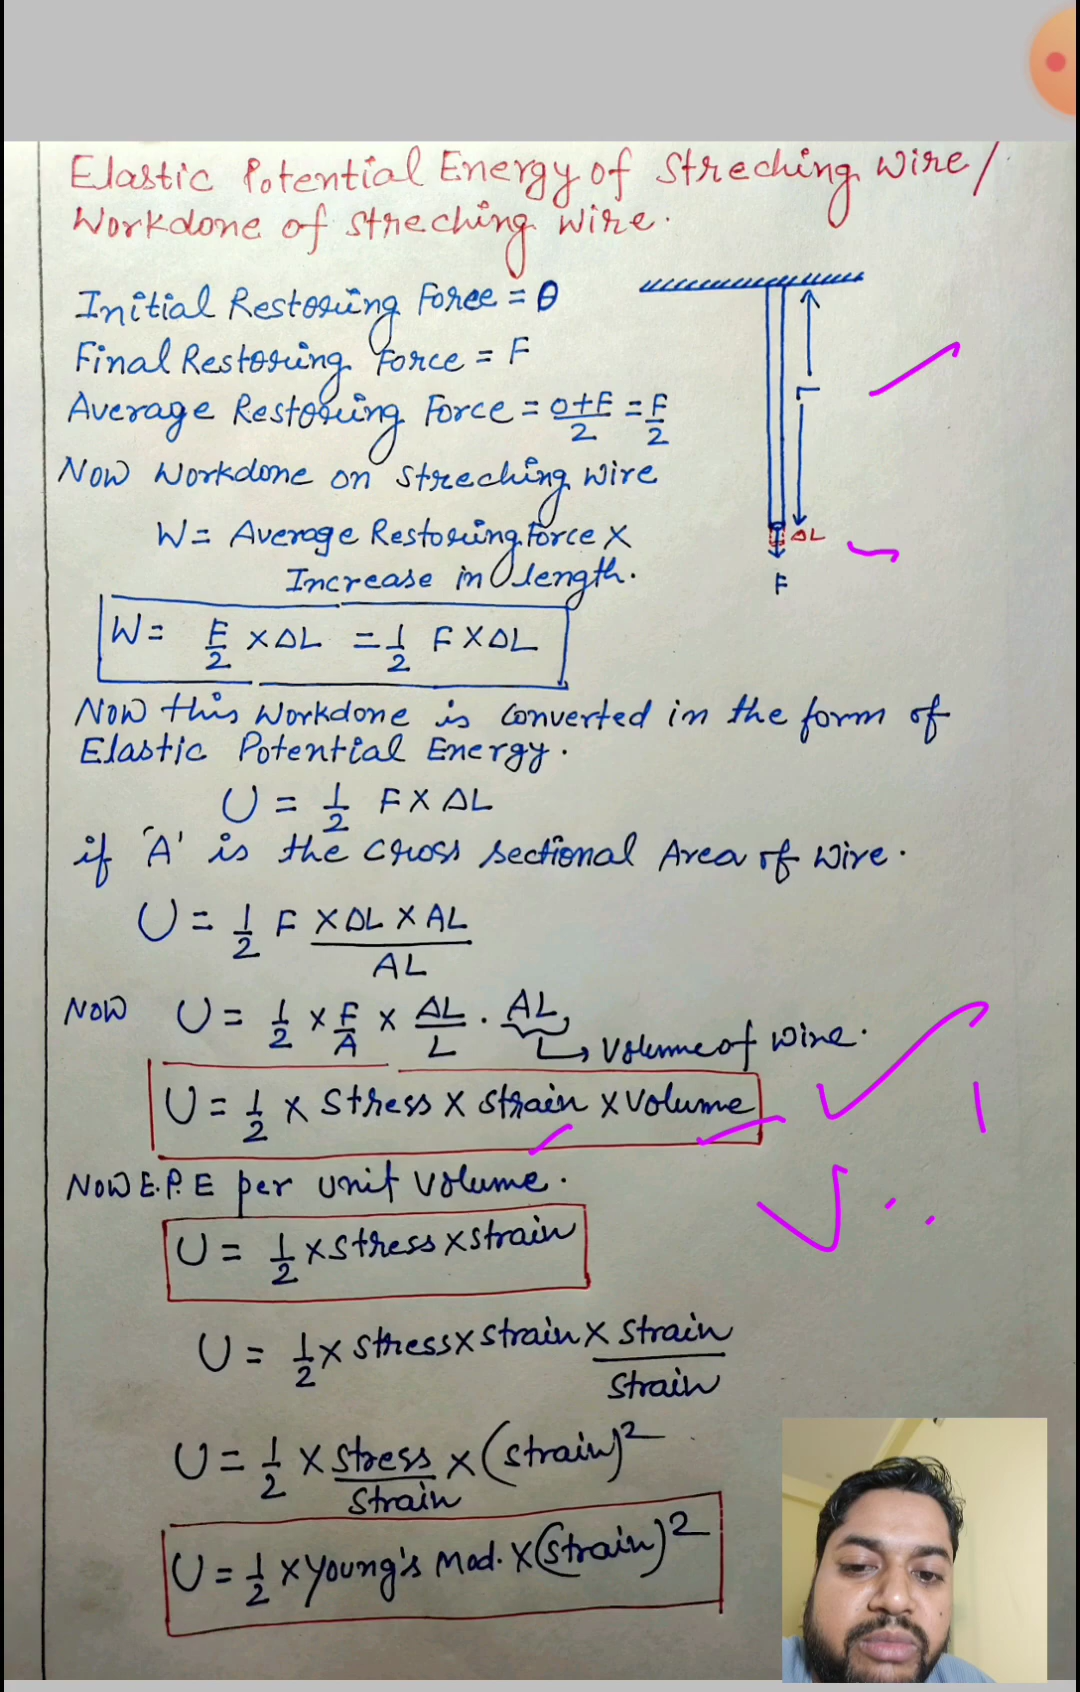 Elastic Potential Energy of Streching Wire/
Workdone of streching wire.
Initial Restoring Force = 0
Final Restoring Force = F
Average Restoring Force = 0+F/2 = F/2
Now Workdone on streching wire
W = Average Restoring Force ×
Increase in length.
W = F/2 × ΔL = 1/2 F × ΔL
L
ΔL
F
Now this Workdone is converted in the form of
Elastic Potential Energy.
U = 1/2 F × ΔL
if 'A' is the cross sectional Area of wire.
U = 1/2 F × ΔL × AL / AL
Now U = 1/2 × F/A × ΔL/L . AL → Volume of wire.
U = 1/2 × Stress × strain × volume
Now E.P.E per unit volume.
U = 1/2 × stress × strain
U = 1/2 × stress × strain × strain/strain
U = 1/2 × stress/strain × (strain)²
U = 1/2 × Young's Mod. × (strain)²